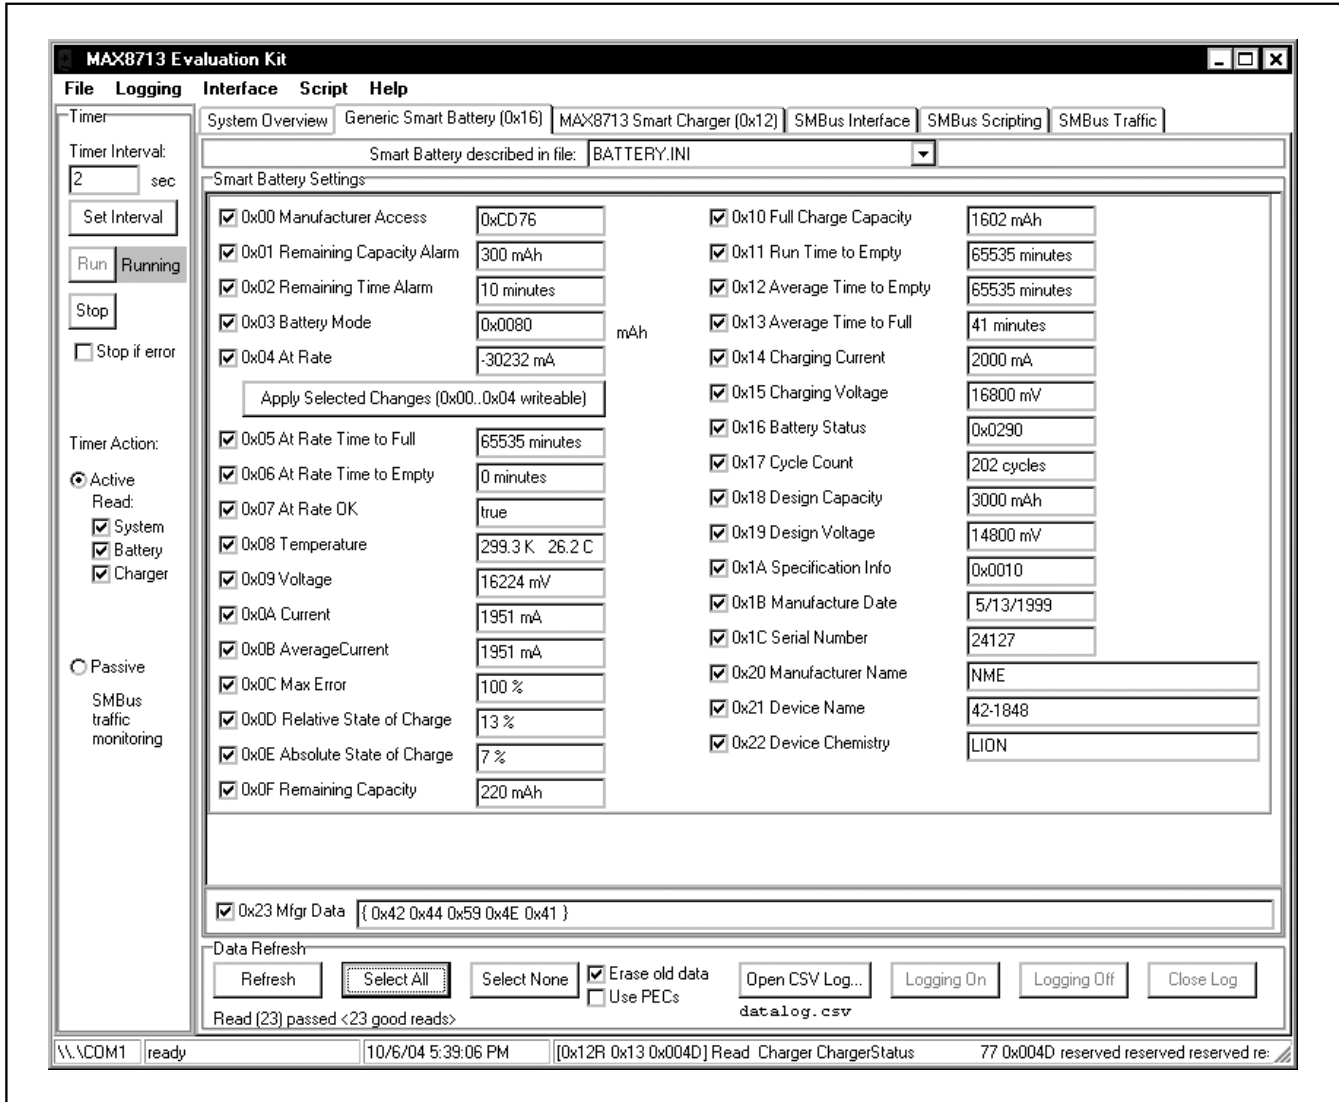 MAX8713 Evaluation Kit
File Logging Interface Script Help
Timer
Timer Interval:
2 sec
Set Interval
Run Running
Stop
Stop if error
Timer Action:
Active
Read:
System
Battery
Charger
Passive
SMBus
traffic
monitoring
System Overview Generic Smart Battery (0x16) MAX8713 Smart Charger (0x12) SMBus Interface SMBus Scripting SMBus Traffic
Smart Battery described in file: BATTERY.INI
Smart Battery Settings
0x00 Manufacturer Access 0xCD76
0x01 Remaining Capacity Alarm 300 mAh
0x02 Remaining Time Alarm 10 minutes
0x03 Battery Mode 0x0080 mAh
0x04 At Rate -30232 mA
Apply Selected Changes (0x00..0x04 writeable)
0x05 At Rate Time to Full 65535 minutes
0x06 At Rate Time to Empty 0 minutes
0x07 At Rate OK true
0x08 Temperature 299.3 K 26.2 C
0x09 Voltage 16224 mV
0x0A Current 1951 mA
0x0B AverageCurrent 1951 mA
0x0C Max Error 100 %
0x0D Relative State of Charge 13 %
0x0E Absolute State of Charge 7 %
0x0F Remaining Capacity 220 mAh
0x10 Full Charge Capacity 1602 mAh
0x11 Run Time to Empty 65535 minutes
0x12 Average Time to Empty 65535 minutes
0x13 Average Time to Full 41 minutes
0x14 Charging Current 2000 mA
0x15 Charging Voltage 16800 mV
0x16 Battery Status 0x0290
0x17 Cycle Count 202 cycles
0x18 Design Capacity 3000 mAh
0x19 Design Voltage 14800 mV
0x1A Specification Info 0x0010
0x1B Manufacture Date 5/13/1999
0x1C Serial Number 24127
0x20 Manufacturer Name NME
0x21 Device Name 42-1848
0x22 Device Chemistry LION
0x23 Mfgr Data { 0x42 0x44 0x59 0x4E 0x41 }
Data Refresh
Refresh Select All Select None Erase old data Open CSV Log... Logging On Logging Off Close Log
Use PECs datalog.csv
Read (23) passed <23 good reads>
\\.\COM1 ready 10/6/04 5:39:06 PM [0x12R 0x13 0x004D] Read Charger ChargerStatus 77 0x004D reserved reserved reserved re: